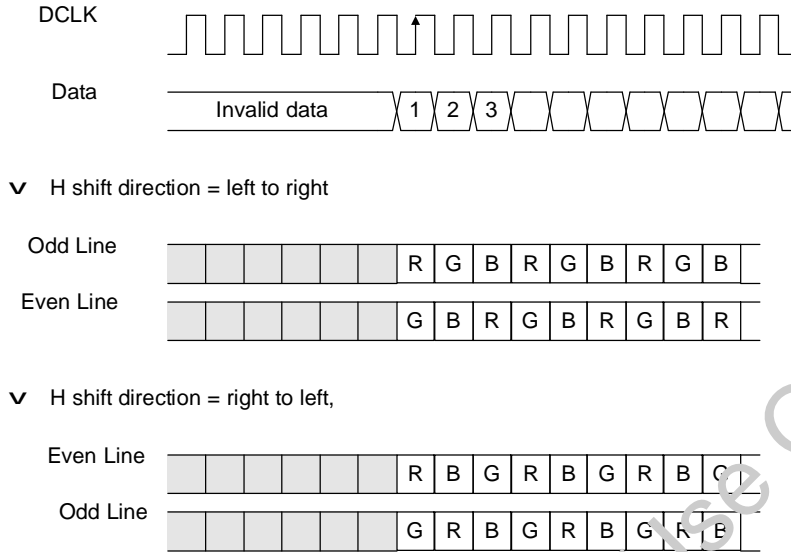 DCLK
Data Invalid data 1 2 3
v H shift direction = left to right
Odd Line R G B R G B R G B
Even Line G B R G B R G B R
v H shift direction = right to left,
Even Line R B G R B G R B G
Odd Line G R B G R B G R B